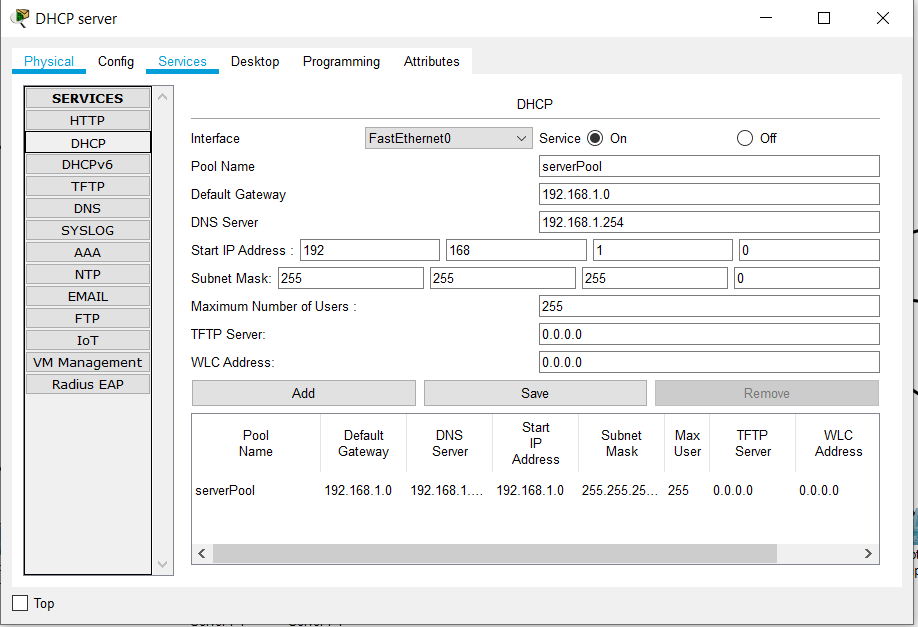 DHCP server
Physical Config Services Desktop Programming Attributes
SERVICES
HTTP
DHCP
DHCPv6
TFTP
DNS
SYSLOG
AAA
NTP
EMAIL
FTP
IoT
VM Management
Radius EAP
DHCP
Interface FastEthernet0 Service On Off
Pool Name serverPool
Default Gateway 192.168.1.0
DNS Server 192.168.1.254
Start IP Address : 192 168 1 0
Subnet Mask: 255 255 255 0
Maximum Number of Users : 255
TFTP Server: 0.0.0.0
WLC Address: 0.0.0.0
Add Save Remove
Pool Name Default Gateway DNS Server Start IP Address Subnet Mask Max User TFTP Server WLC Address
serverPool 192.168.1.0 192.168.1.... 192.168.1.0 255.255.25... 255 0.0.0.0 0.0.0.0
Top